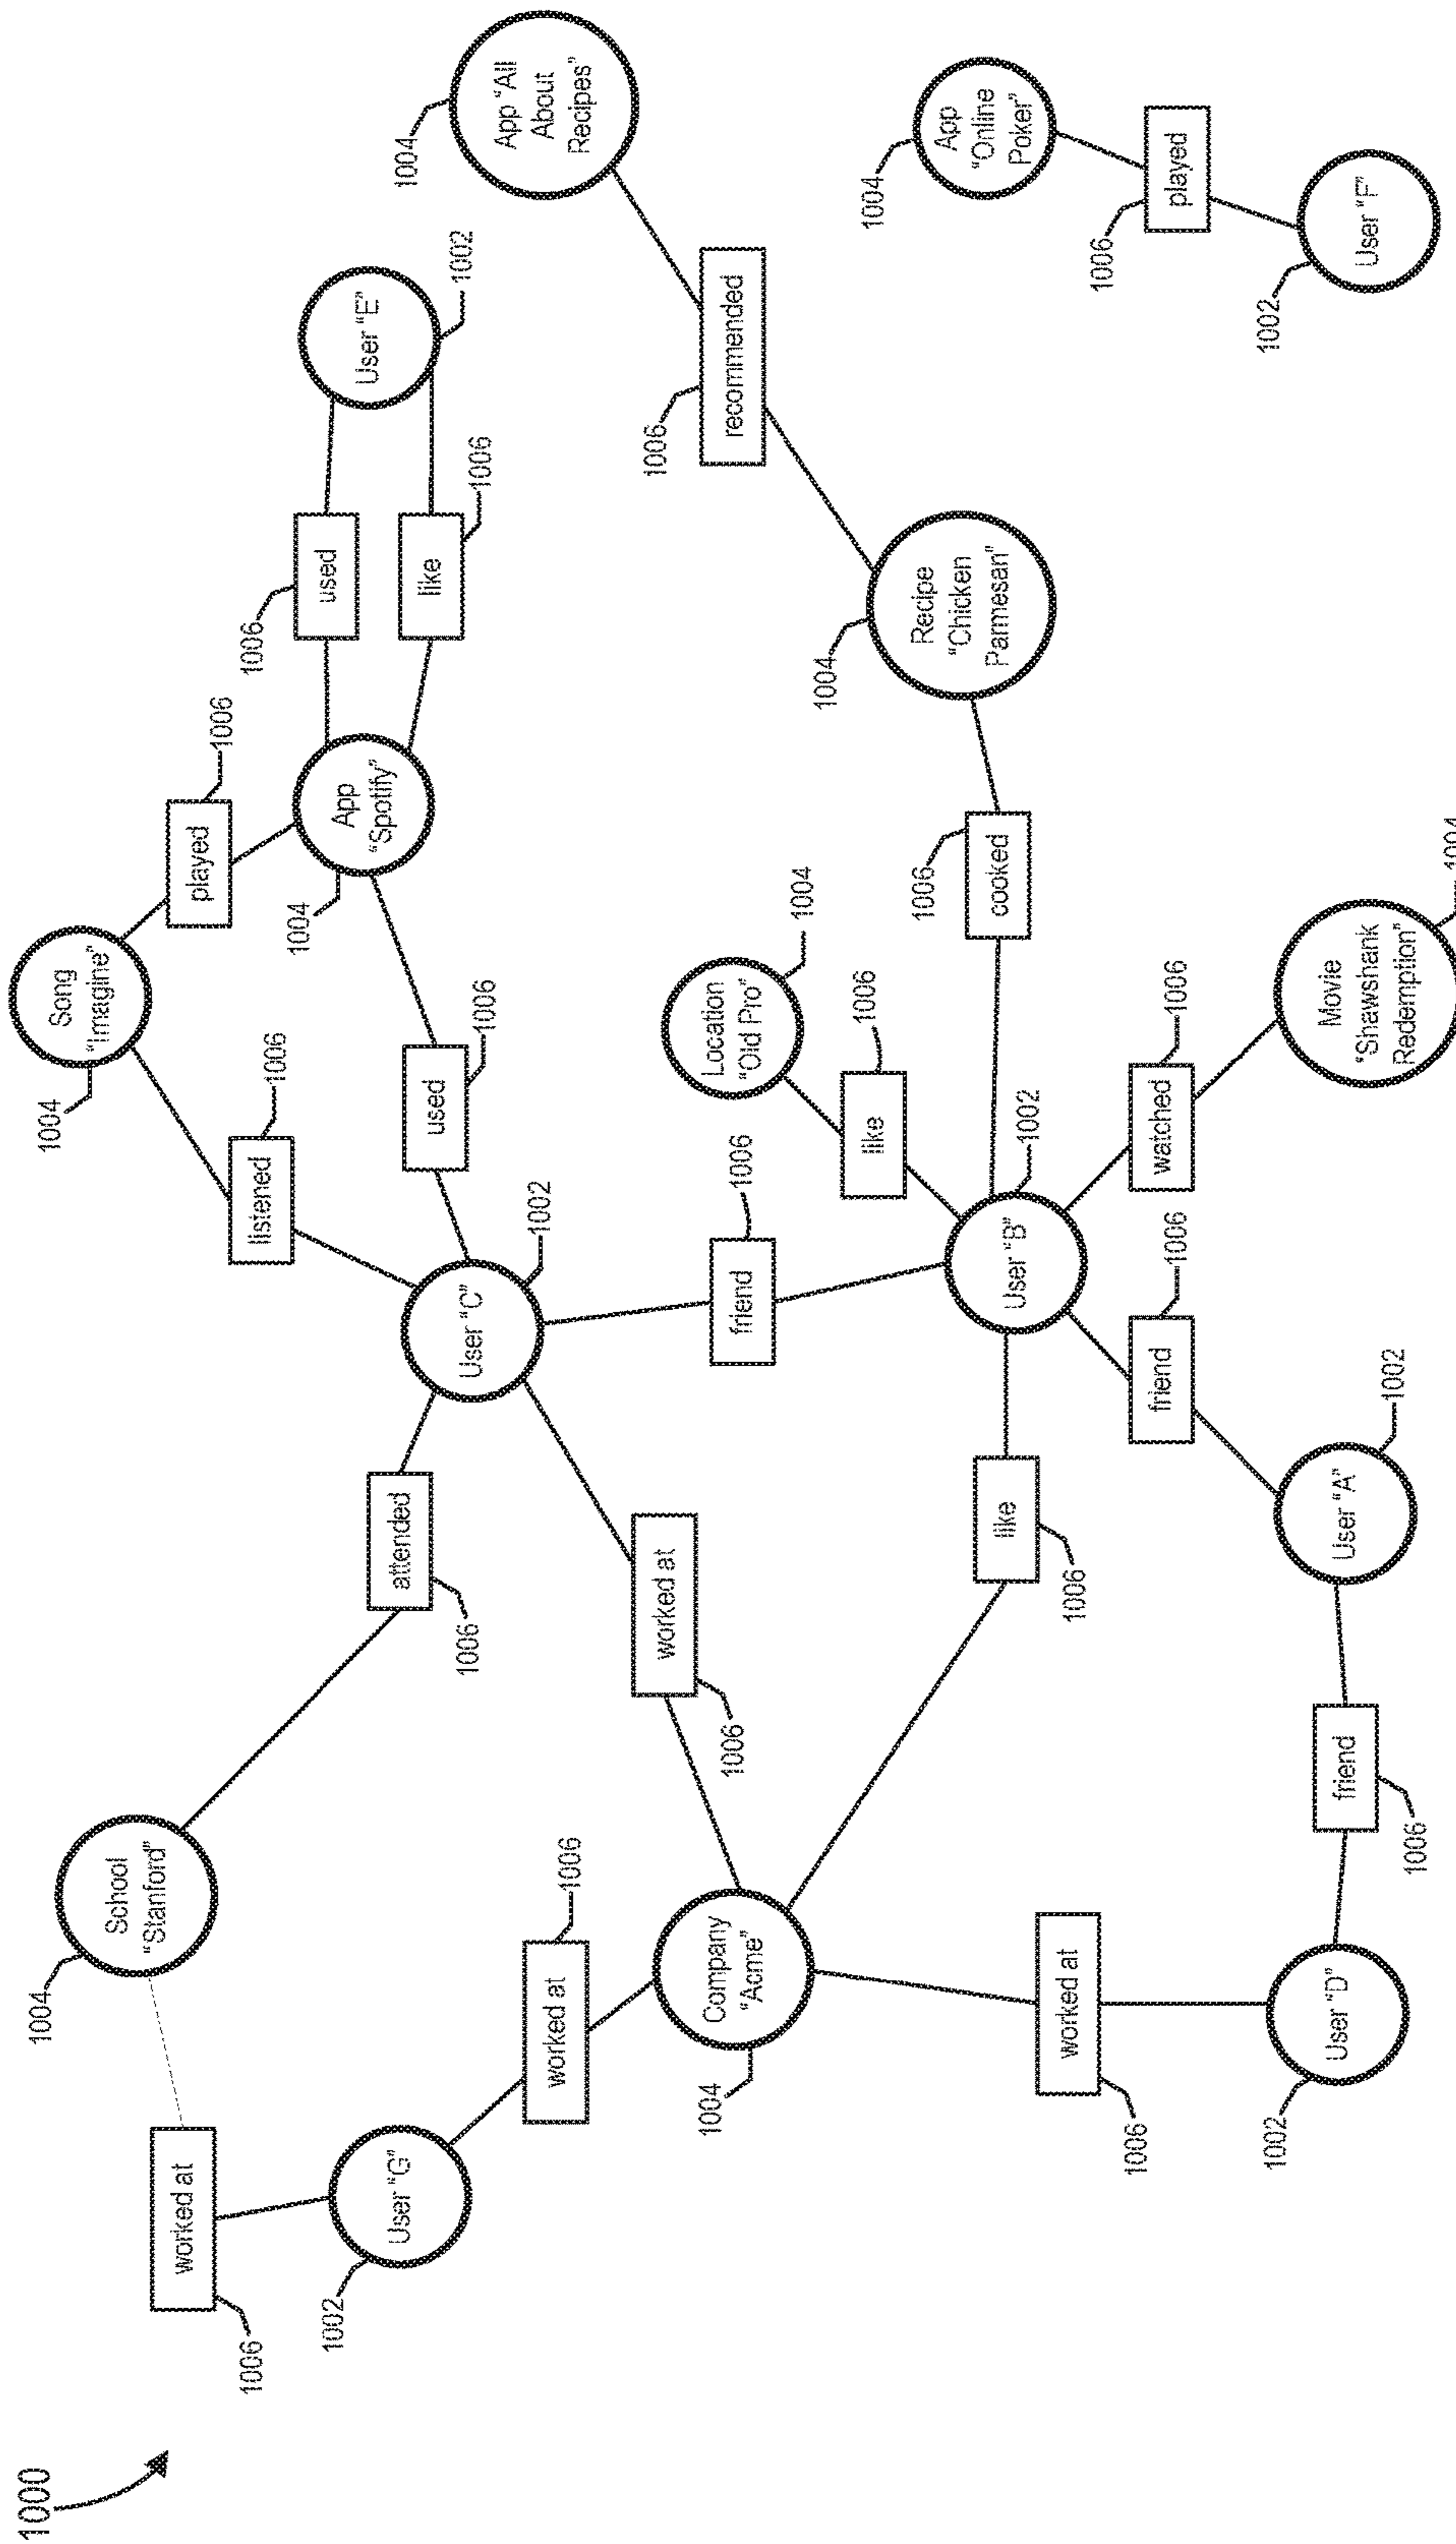 1000
1004
1004
Song
"Imagine"
School
"Stanford"
worked at
1006
played
1006
1006
listened
1006
1006
used
1006
App
"Spotify"
1004
User "E"
1002
1002
User "G"
attended
1006
like
1006
used
1006
User "C"
1002
1004
App "All
About
Recipes"
worked at
1006
worked at
1006
1006
recommended
Company
"Acme"
1004
friend
1006
Location
"Old Pro"
1004
like
1006
1004
Recipe
"Chicken
Parmesan"
1004
App
"Online
Poker"
1006
cooked
like
1006
User "B"
1002
worked at
1006
1006
played
friend
1006
watched
1006
1002
User "D"
friend
1006
User "A"
1002
Movie
"Shawshank
Redemption"
1004
1002
User "F"